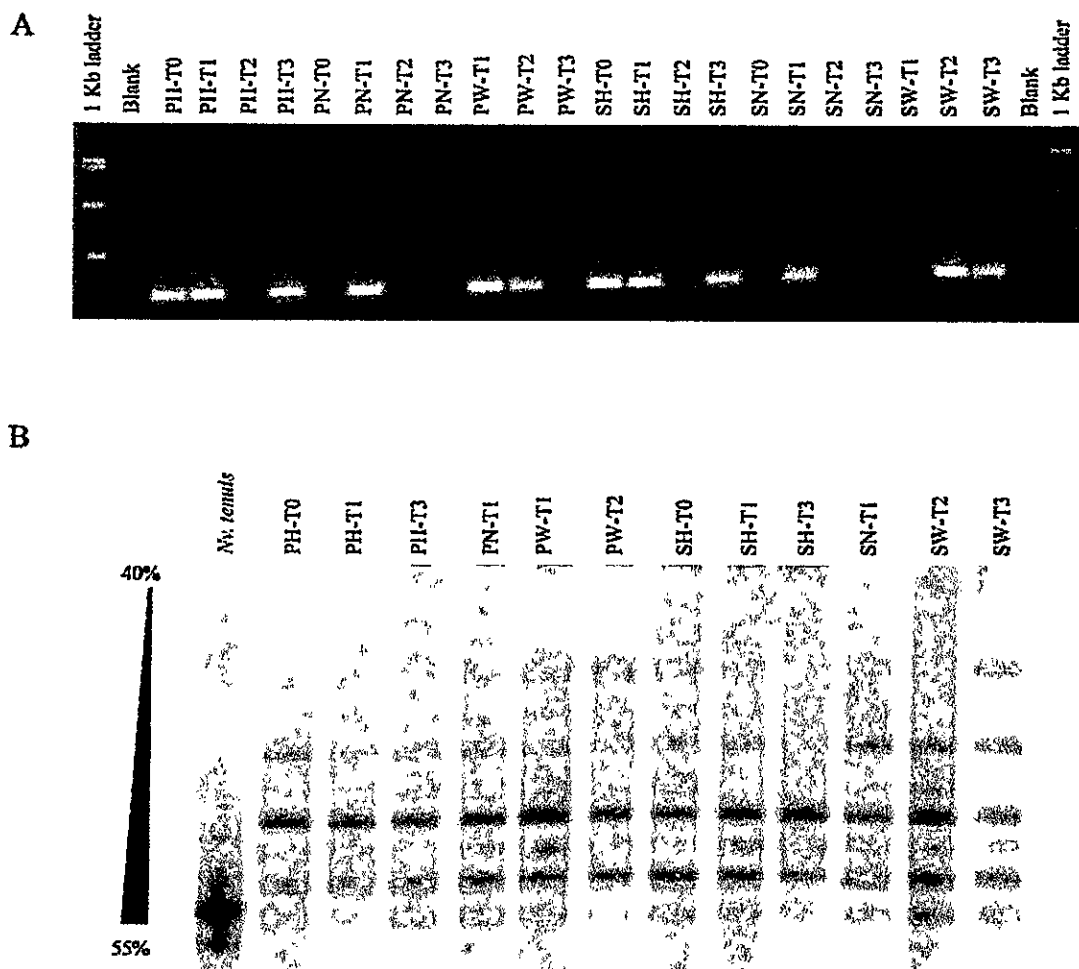 A
1 Kb ladder
Blank
PH-T0
PH-T1
PH-T2
PH-T3
PN-T0
PN-T1
PN-T2
PN-T3
PW-T1
PW-T2
PW-T3
SH-T0
SH-T1
SH-T2
SH-T3
SN-T0
SN-T1
SN-T2
SN-T3
SW-T1
SW-T2
SW-T3
Blank
1 Kb ladder
B
Nv. tenuis
PH-T0
PH-T1
PH-T3
PN-T1
PW-T1
PW-T2
SH-T0
SH-T1
SH-T3
SN-T1
SW-T2
SW-T3
40%
55%